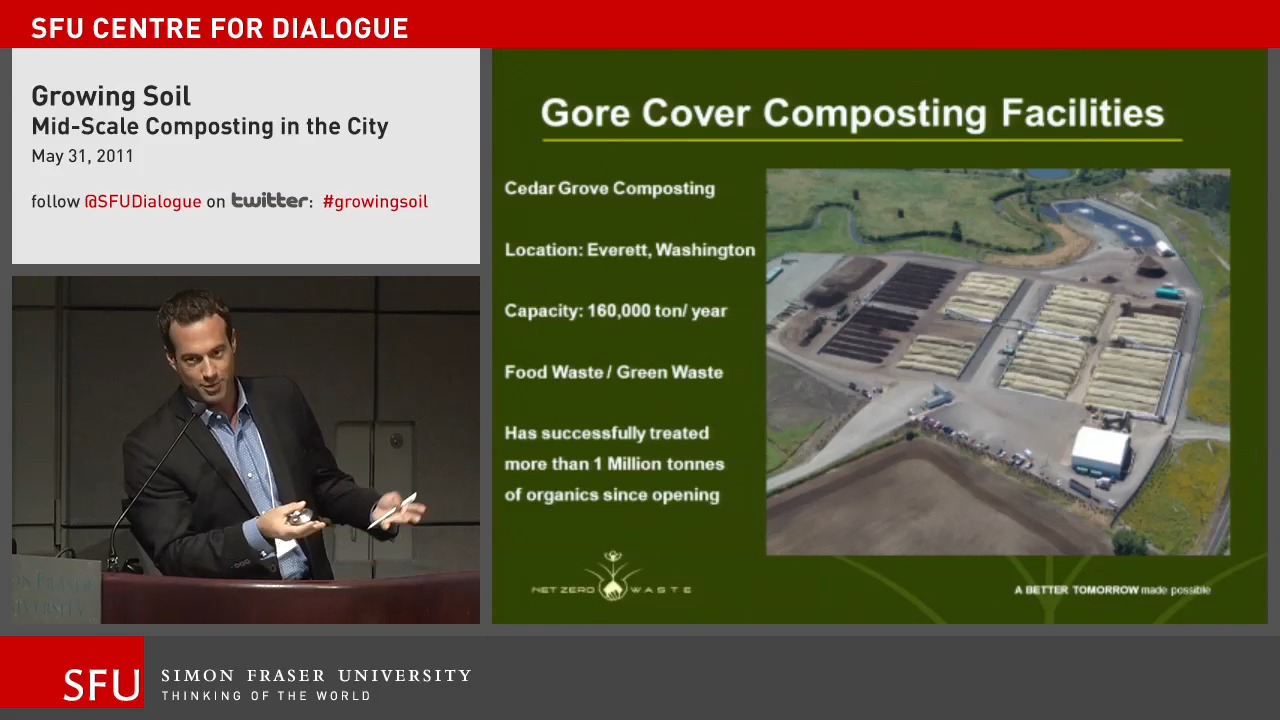 SFU CENTRE FOR DIALOGUE
Growing Soil
Mid-Scale Composting in the City
May 31, 2011
follow @SFUDialogue on twitter: #growingsoil
Gore Cover Composting Facilities
Cedar Grove Composting
Location: Everett, Washington
Capacity: 160,000 ton/ year
Food Waste / Green Waste
Has successfully treated
more than 1 Million tonnes
of organics since opening
NET ZERO WASTE
A BETTER TOMORROW made possible
SFU
SIMON FRASER UNIVERSITY
THINKING OF THE WORLD